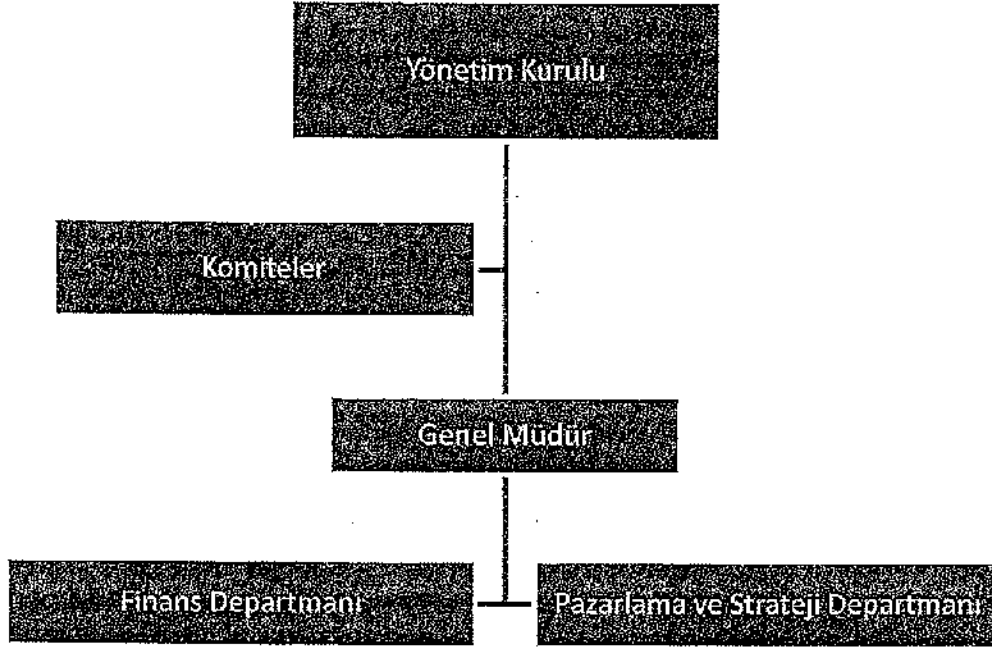 Yönetim Kurulu
Komiteler
Genel Müdür
Finans Departmanı
Pazarlama ve Strateji Departmanı